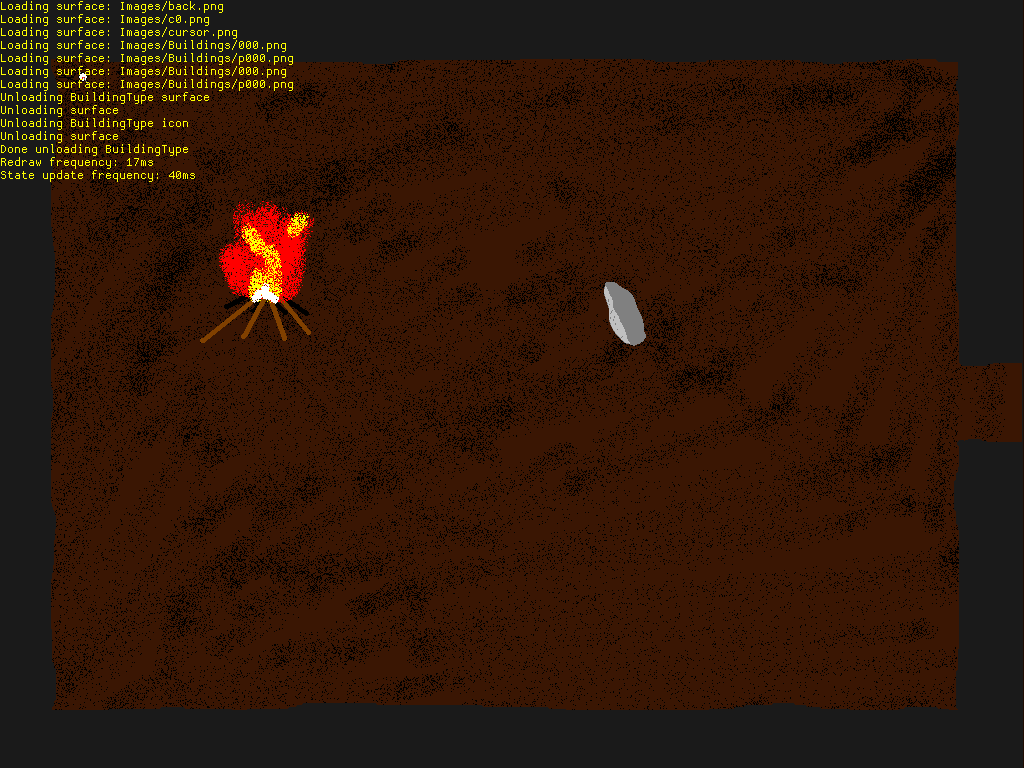 Loading surface: Images/back.png
Loading surface: Images/c0.png
Loading surface: Images/cursor.png
Loading surface: Images/Buildings/000.png
Loading surface: Images/Buildings/p000.png
Loading surface: Images/Buildings/000.png
Loading surface: Images/Buildings/p000.png
Unloading BuildingType surface
Unloading surface
Unloading BuildingType icon
Unloading surface
Done unloading BuildingType
Redraw frequency: 17ms
State update frequency: 40ms